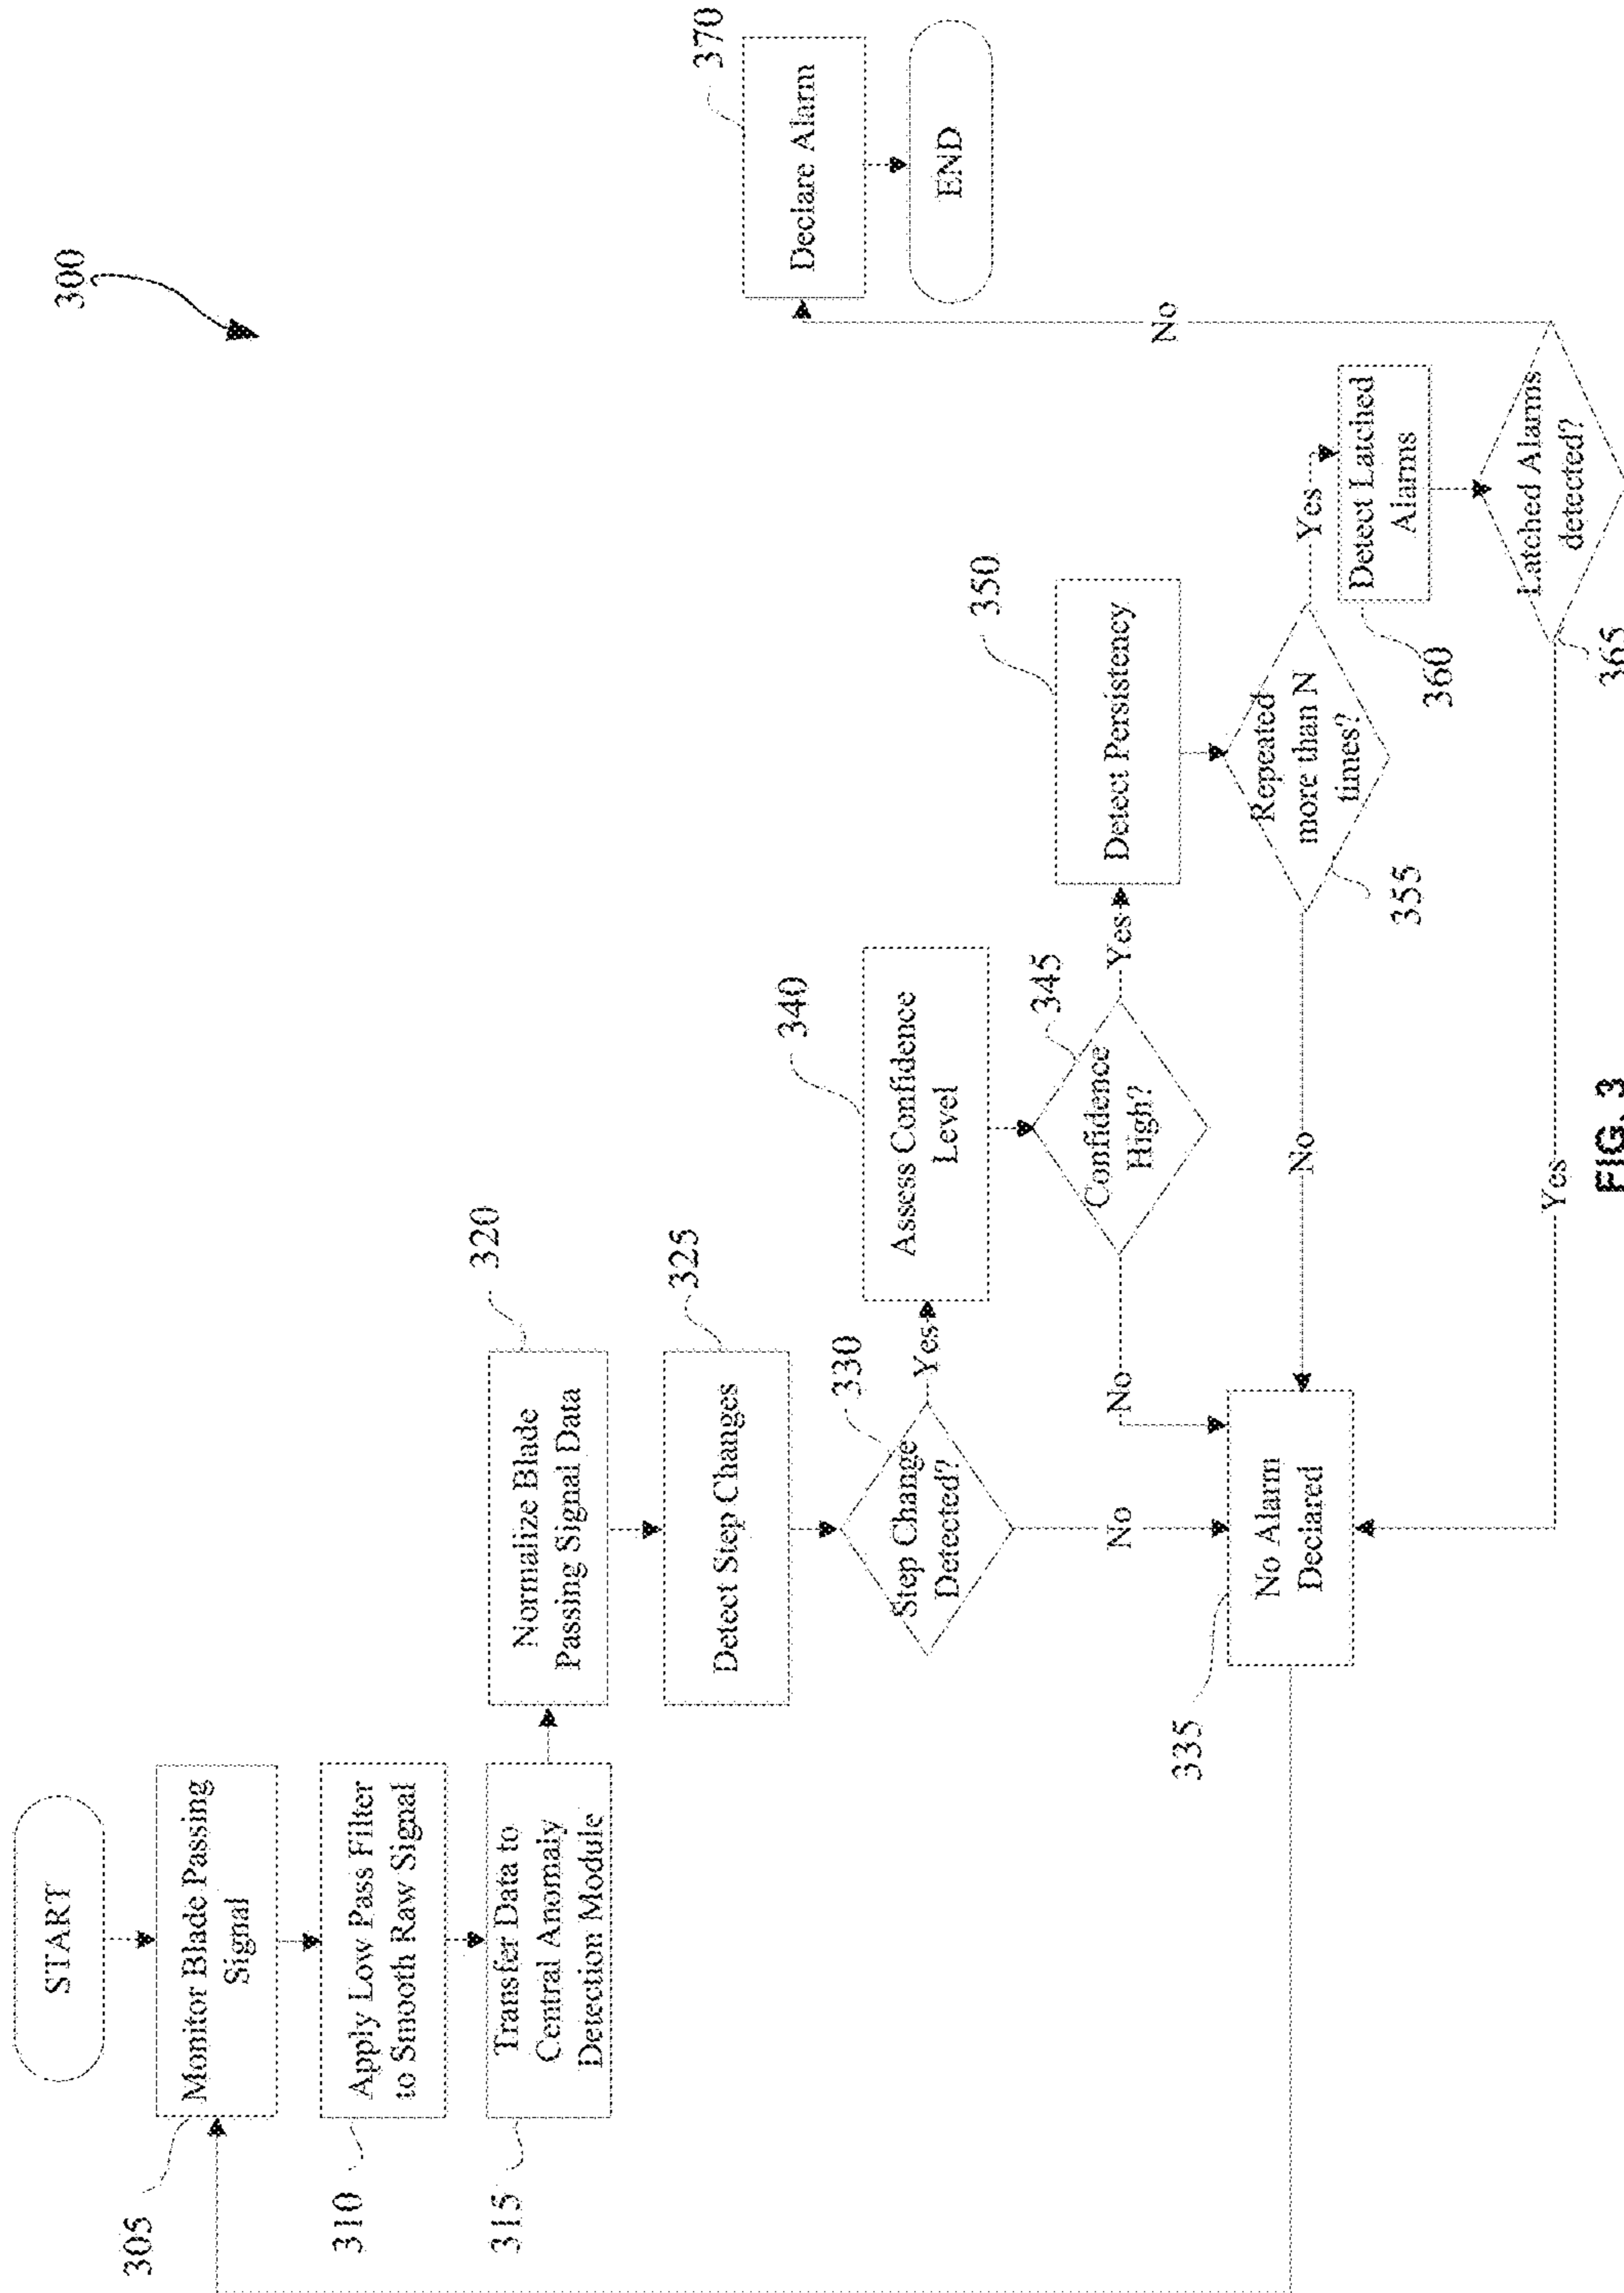 300
START
305
Monitor Blade Passing
Signal
310
Apply Low Pass Filter
to Smooth Raw Signal
315
Transfer Data to
Central Anomaly
Detection Module
320
Normalize Blade
Passing Signal Data
325
Detect Step Changes
330
Step Change
Detected?
Yes
No
335
No Alarm
Declared
340
Assess Confidence
Level
345
Confidence
High?
Yes
No
350
Detect Persistency
355
Repeated
more than N
times?
Yes
No
360
Detect Latched
Alarms
365
Latched Alarms
detected?
Yes
No
370
Declare Alarm
END
FIG. 3